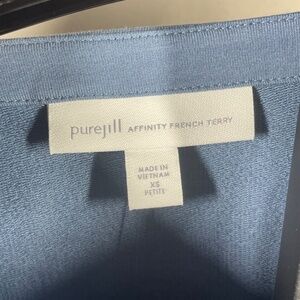 purejill AFFINITY FRENCH TERRY
MADE IN
VIETNAM
XS
PETITE